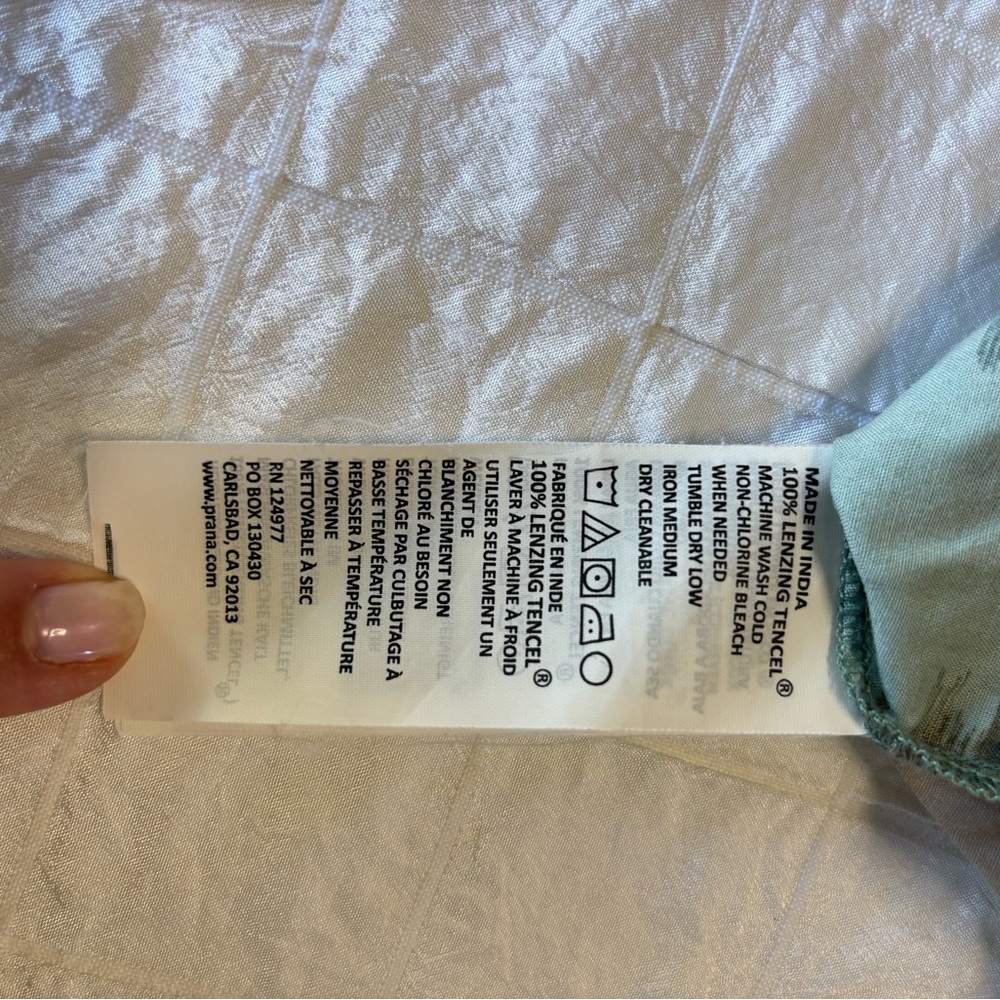 MADE IN INDIA
100% LENZING TENCEL®
MACHINE WASH COLD
NON-CHLORINE BLEACH
WHEN NEEDED
TUMBLE DRY LOW
IRON MEDIUM
DRY CLEANABLE
FABRIQUÉ EN INDE
100% LENZING TENCEL®
LAVER À MACHINE À FROID
UTILISER SEULEMENT UN
AGENT DE
BLANCHIMENT NON
CHLORÉ AU BESOIN
SÉCHAGE PAR CULBUTAGE À
BASSE TEMPÉRATURE
REPASSER À TEMPÉRATURE
MOYENNE
NETTOYABLE À SEC
RN 124977
PO BOX 130430
CARLSBAD, CA 92013
www.prana.com